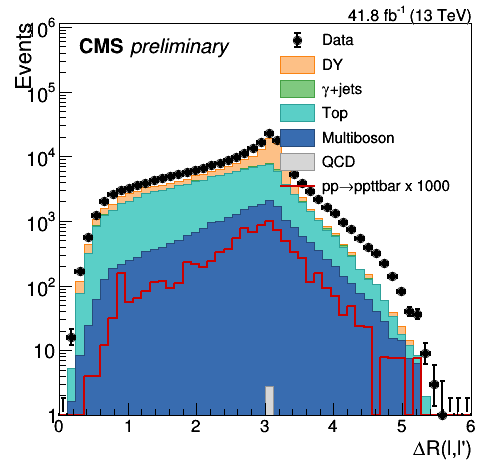 41.8 fb⁻¹ (13 TeV)
Events
CMS preliminary
Data
DY
γ+jets
Top
Multiboson
QCD
pp→ppttbar x 1000
10⁶
10⁵
10⁴
10³
10²
10
1
0 1 2 3 4 5 6
ΔR(l,l')